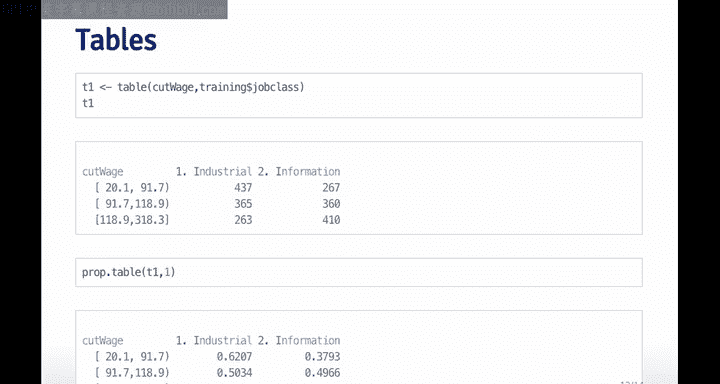 Tables
t1 <- table(cutWage,training$jobclass)
t1
cutWage 1. Industrial 2. Information
[ 20.1, 91.7) 437 267
[ 91.7,118.9) 365 360
[118.9,318.3] 263 410
prop.table(t1,1)
cutWage 1. Industrial 2. Information
[ 20.1, 91.7) 0.6207 0.3793
[ 91.7,118.9) 0.5034 0.4966